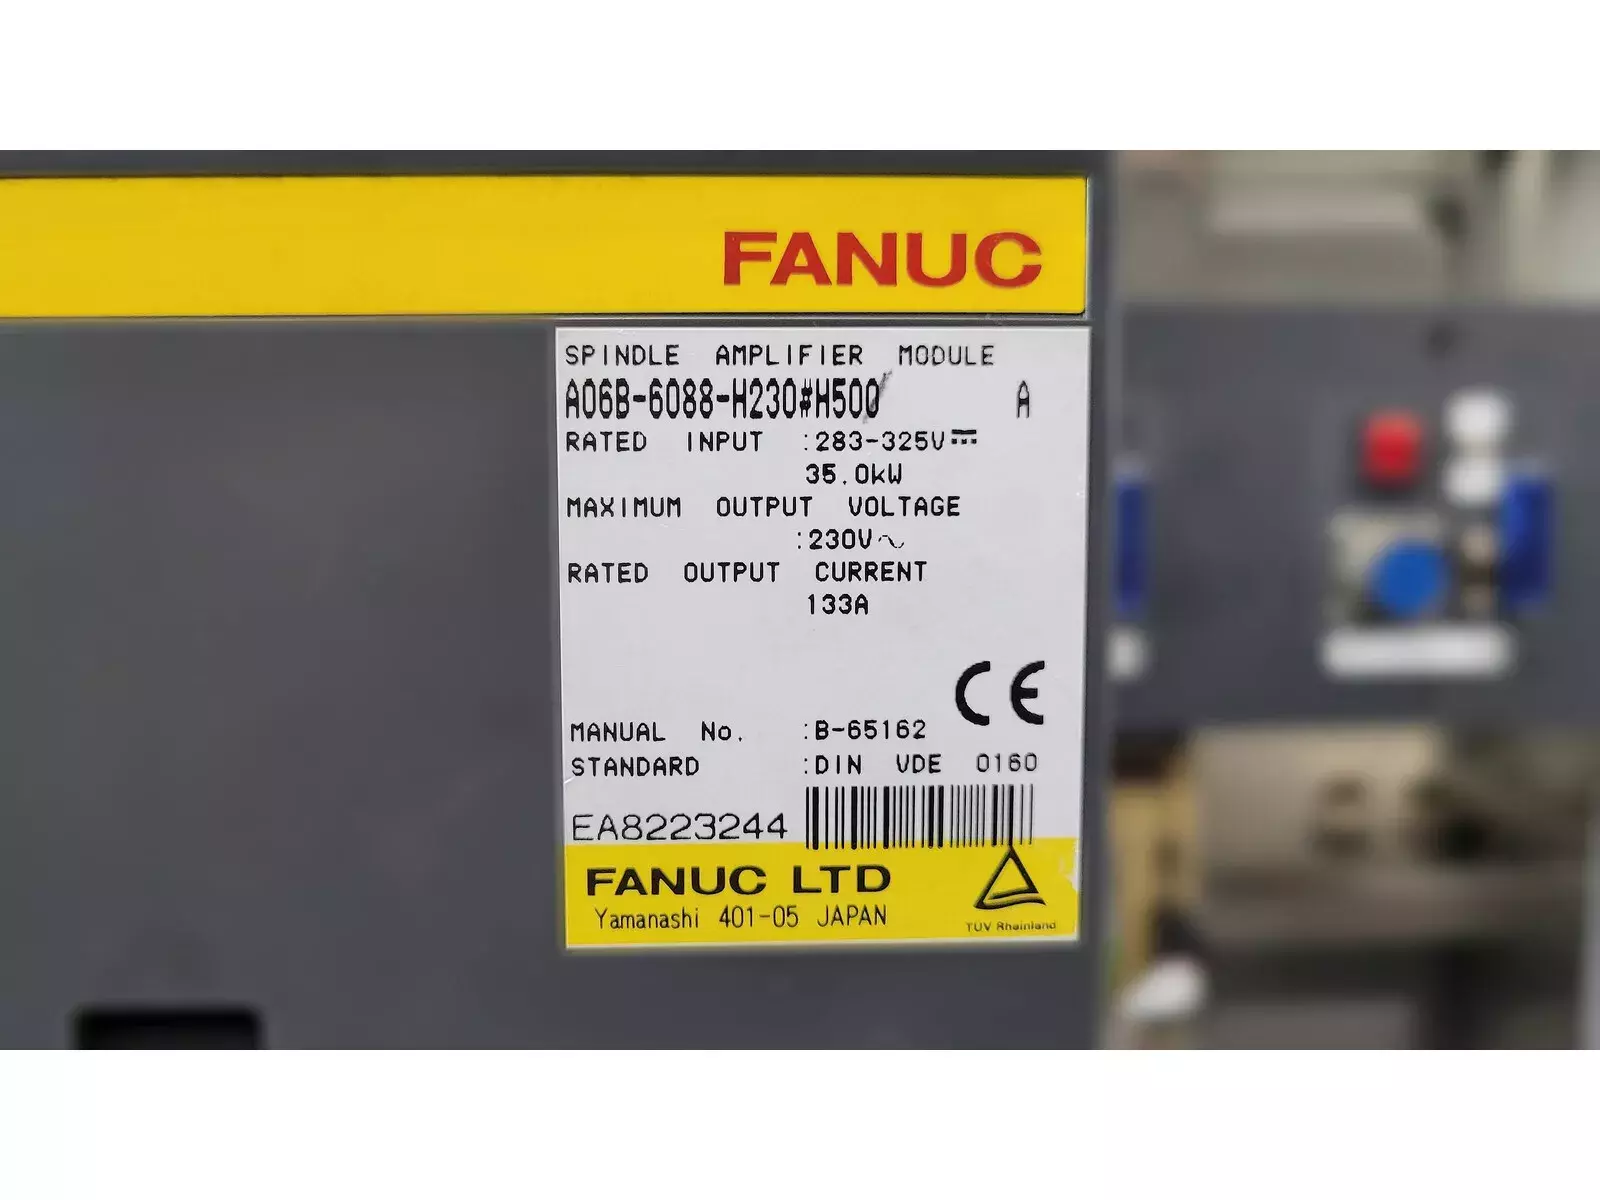 FANUC
SPINDLE AMPLIFIER MODULE
A06B-6088-H230#H500 A
RATED INPUT :283-325V⎓
35.0kW
MAXIMUM OUTPUT VOLTAGE
:230V~
RATED OUTPUT CURRENT
133A
CE
MANUAL No. :B-65162
STANDARD :DIN VDE 0160
EA8223244
FANUC LTD
Yamanashi 401-05 JAPAN
TUV Rheinland